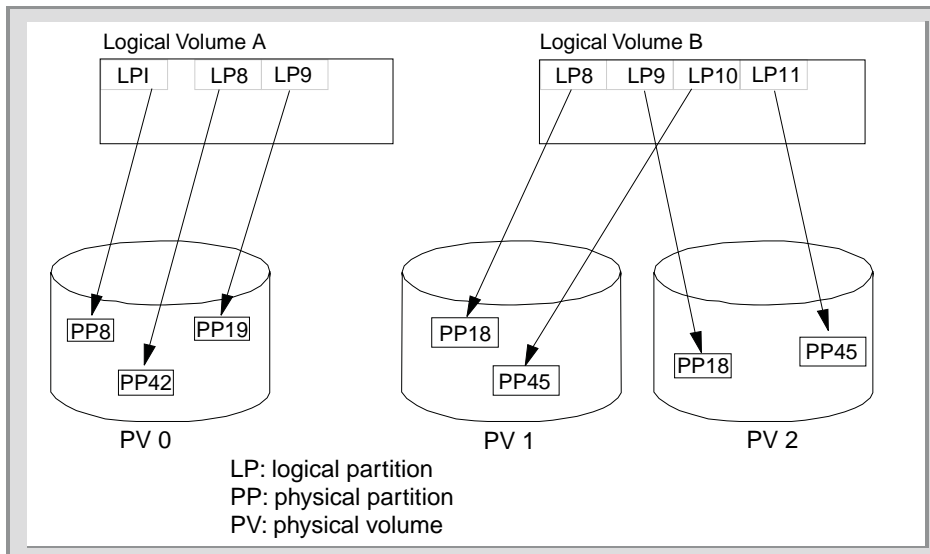 Logical Volume A
Logical Volume B
LPI LP8 LP9
LP8 LP9 LP10 LP11
PP8
PP42
PP19
PP18
PP45
PP18
PP45
PV 0
PV 1
PV 2
LP: logical partition
PP: physical partition
PV: physical volume